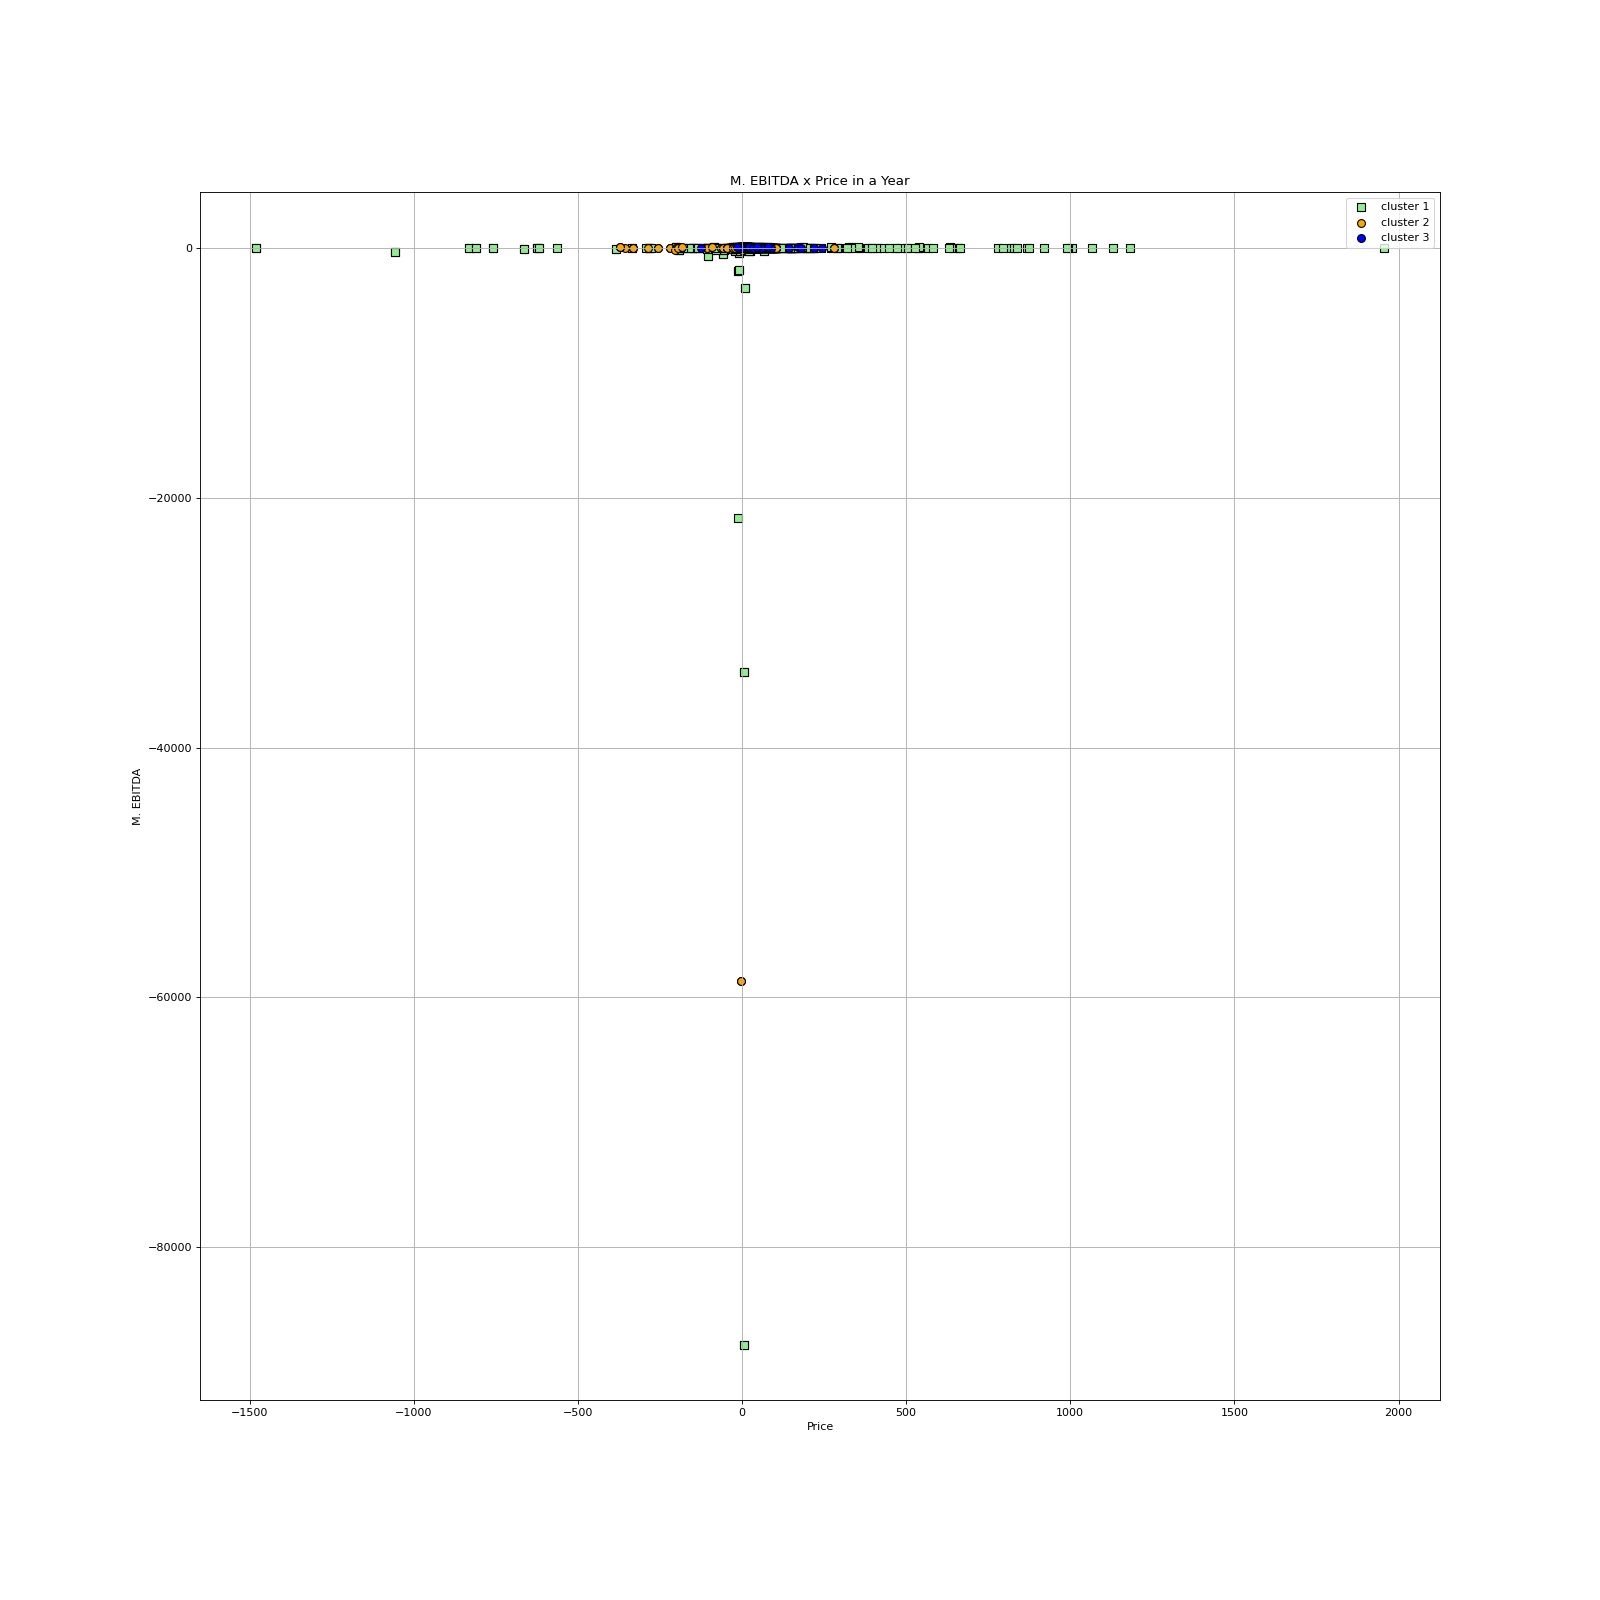 M. EBITDA x Price in a Year
cluster 1
cluster 2
cluster 3
0
−20000
−40000
−60000
−80000
M. EBITDA
−1500
−1000
−500
0
500
1000
1500
2000
Price